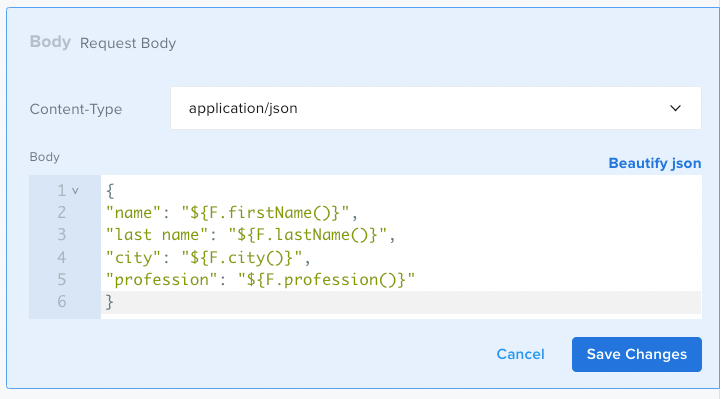 Body Request Body
Content-Type
application/json
Body
Beautify json
1 {
2 "name": "${F.firstName()}",
3 "last name": "${F.lastName()}",
4 "city": "${F.city()}",
5 "profession": "${F.profession()}"
6 }
Cancel
Save Changes